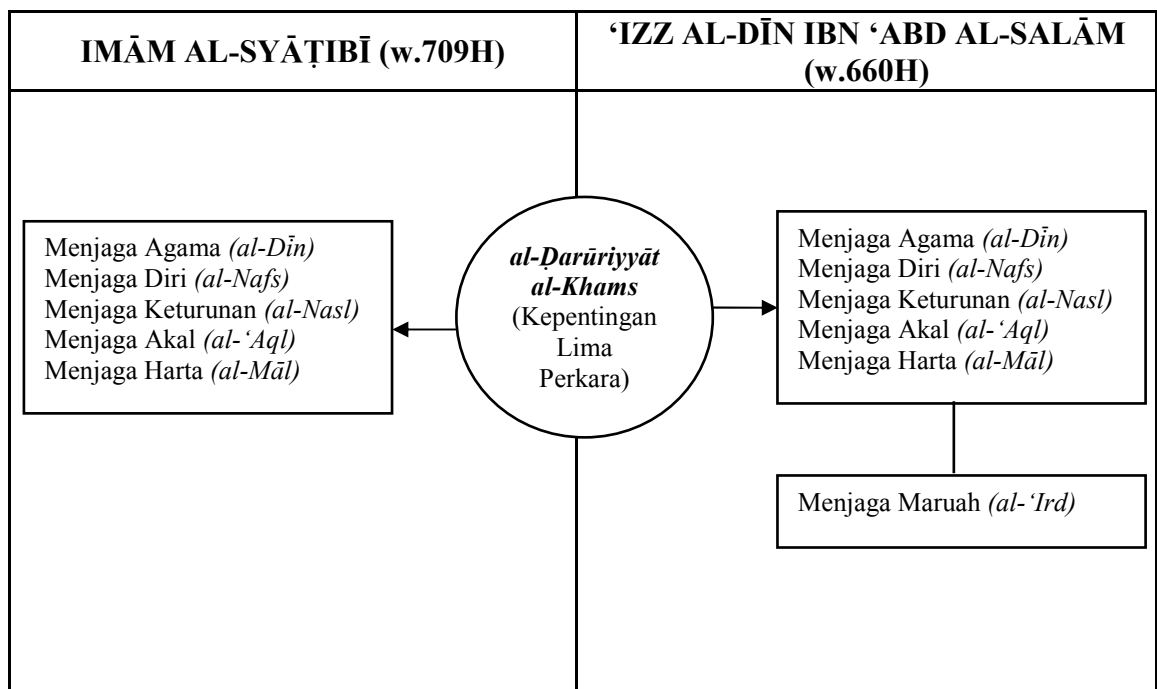 IMĀM AL-SYĀṬIBĪ (w.709H)
‘IZZ AL-DĪN IBN ‘ABD AL-SALĀM
(w.660H)
Menjaga Agama (al-Dīn)
Menjaga Diri (al-Nafs)
Menjaga Keturunan (al-Nasl)
Menjaga Akal (al-‘Aql)
Menjaga Harta (al-Māl)
al-Ḍarūriyyāt
al-Khams
(Kepentingan
Lima
Perkara)
Menjaga Agama (al-Dīn)
Menjaga Diri (al-Nafs)
Menjaga Keturunan (al-Nasl)
Menjaga Akal (al-‘Aql)
Menjaga Harta (al-Māl)
Menjaga Maruah (al-‘Ird)